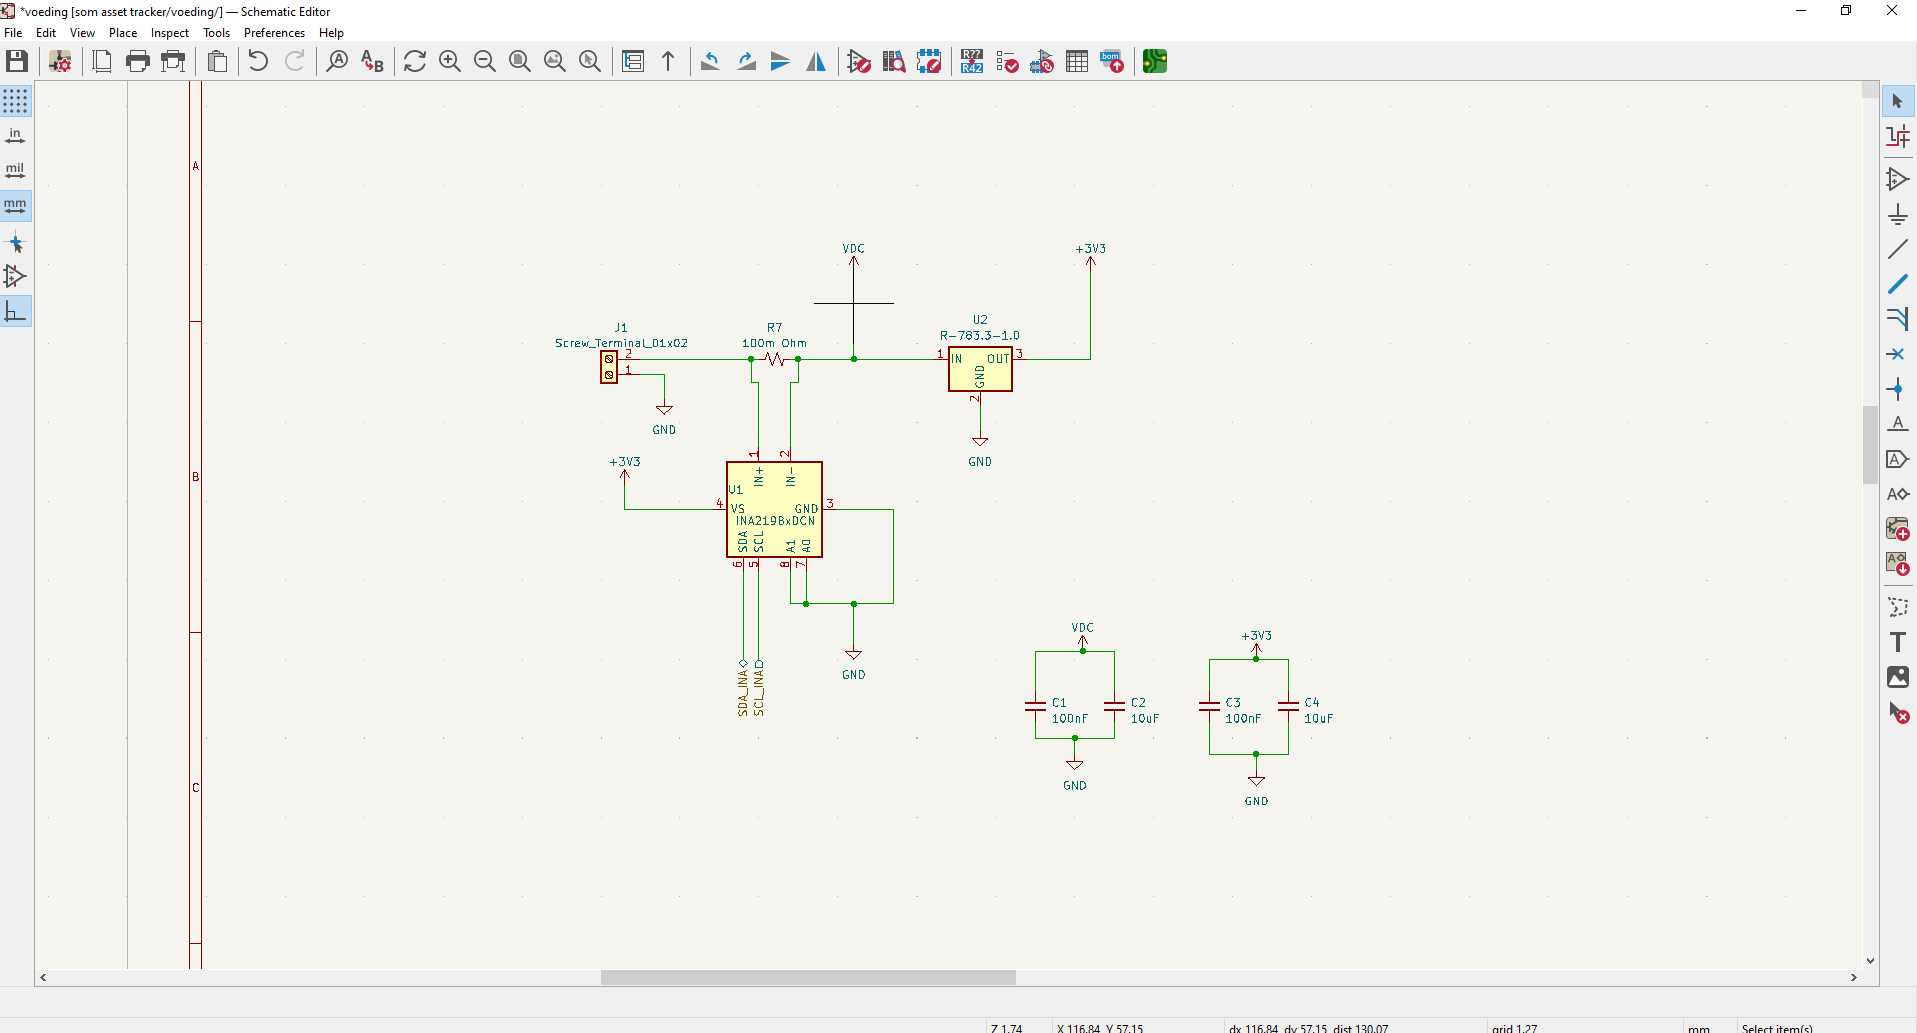 *voeding [som asset tracker/voeding/] — Schematic Editor
File Edit View Place Inspect Tools Preferences Help
in
mil
mm
A
B
C
VDC
+3V3
J1
Screw_Terminal_01x02
2
1
GND
R7
100m Ohm
U2
R-783.3-1.0
1
IN
OUT
3
GND
2
GND
+3V3
1
2
IN+
IN-
U1
4
VS
GND
3
INA219BxDCN
SDA
SCL
A1
A0
6
5
8
7
SDA_INA
SCL_INA
GND
VDC
C1
100nF
C2
10uF
GND
+3V3
C3
100nF
C4
10uF
GND
Z 1.74
X 116.84 Y 57.15
dx 116.84 dy 57.15 dist 130.07
grid 1.27
mm
Select item(s)